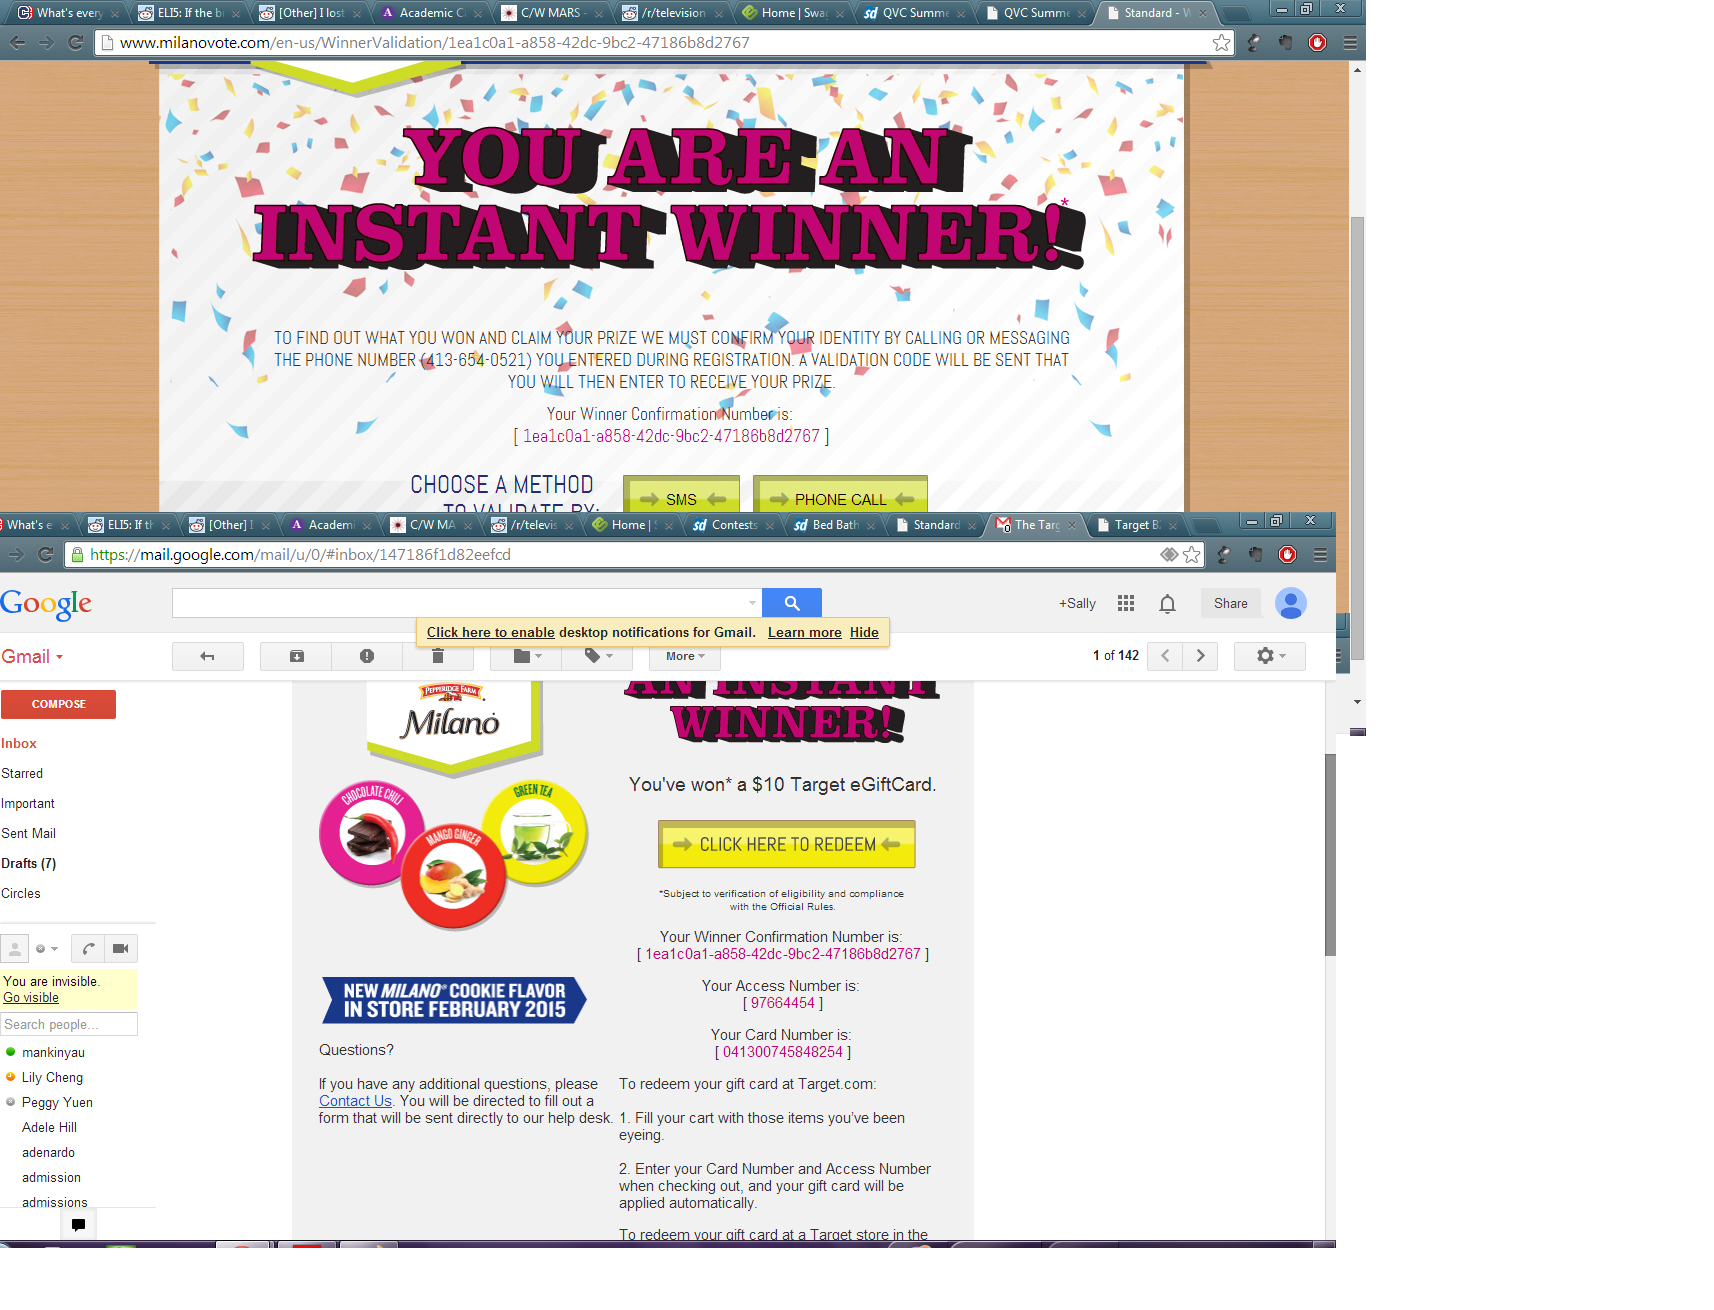 What's every
ELI5: If the b
[Other] I lost
Academic C
C/W MARS -
/r/television
Home | Swa
sd QVC Summe
QVC Summe
Standard - W
www.milanovote.com/en-us/WinnerValidation/1ea1c0a1-a858-42dc-9bc2-47186b8d2767
YOU ARE AN
INSTANT WINNER!*
TO FIND OUT WHAT YOU WON AND CLAIM YOUR PRIZE WE MUST CONFIRM YOUR IDENTITY BY CALLING OR MESSAGING
THE PHONE NUMBER (413-654-0521) YOU ENTERED DURING REGISTRATION. A VALIDATION CODE WILL BE SENT THAT
YOU WILL THEN ENTER TO RECEIVE YOUR PRIZE.
Your Winner Confirmation Number is:
[ 1ea1c0a1-a858-42dc-9bc2-47186b8d2767 ]
CHOOSE A METHOD
TO VALIDATE BY:
SMS
PHONE CALL
What's e
ELI5: If th
[Other] I
Academi
C/W MA
/r/televis
Home | S
sd Contests
sd Bed Bath
Standard
The Targ
Target B
https://mail.google.com/mail/u/0/#inbox/147186f1d82eefcd
Google
+Sally
Share
Click here to enable desktop notifications for Gmail. Learn more Hide
Gmail
More
1 of 142
COMPOSE
Inbox
Starred
Important
Sent Mail
Drafts (7)
Circles
You are invisible.
Go visible
Search people...
mankinyau
Lily Cheng
Peggy Yuen
Adele Hill
adenardo
admission
admissions
PEPPERIDGE FARM
Milano
CHOCOLATE CHILI
MANGO GINGER
GREEN TEA
NEW MILANO® COOKIE FLAVOR
IN STORE FEBRUARY 2015
Questions?
If you have any additional questions, please
Contact Us. You will be directed to fill out a
form that will be sent directly to our help desk.
AN INSTANT
WINNER!
You've won* a $10 Target eGiftCard.
CLICK HERE TO REDEEM
*Subject to verification of eligibility and compliance
with the Official Rules.
Your Winner Confirmation Number is:
[ 1ea1c0a1-a858-42dc-9bc2-47186b8d2767 ]
Your Access Number is:
[ 97664454 ]
Your Card Number is:
[ 041300745848254 ]
To redeem your gift card at Target.com:
1. Fill your cart with those items you've been
eyeing.
2. Enter your Card Number and Access Number
when checking out, and your gift card will be
applied automatically.
To redeem your gift card at a Target store in the